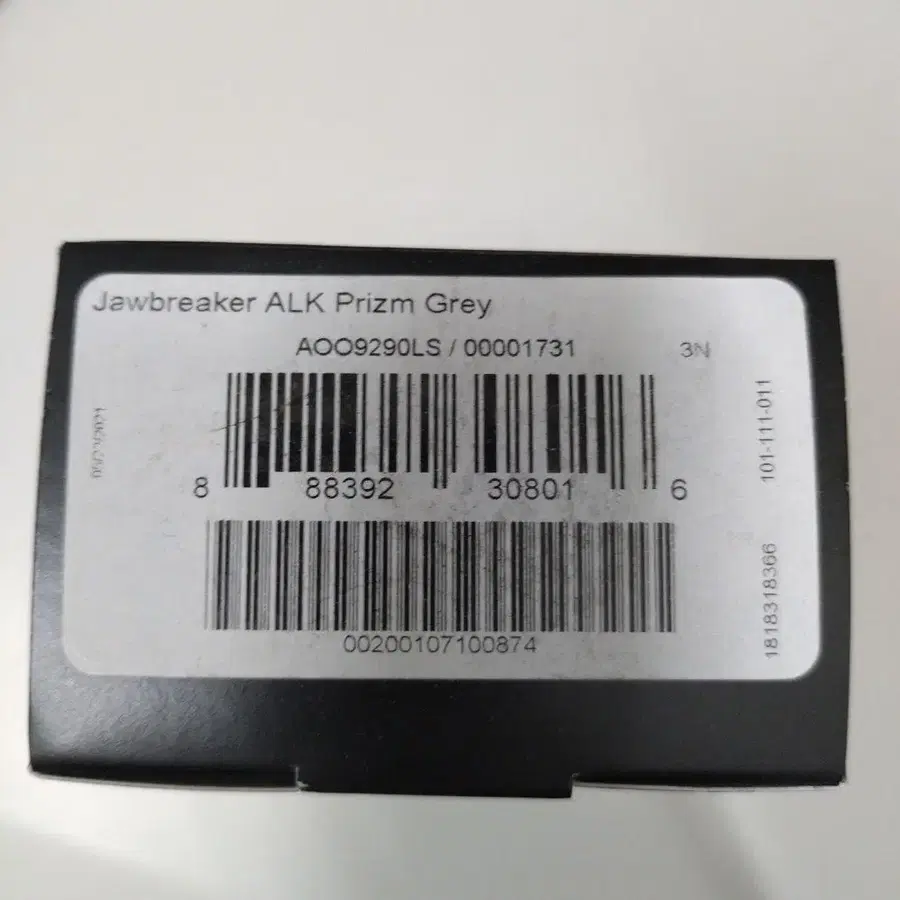 Jawbreaker ALK Prizm Grey
AOO9290LS / 00001731
3N
101-111-011
8 88392 30801 6
00200107100874
1818318366